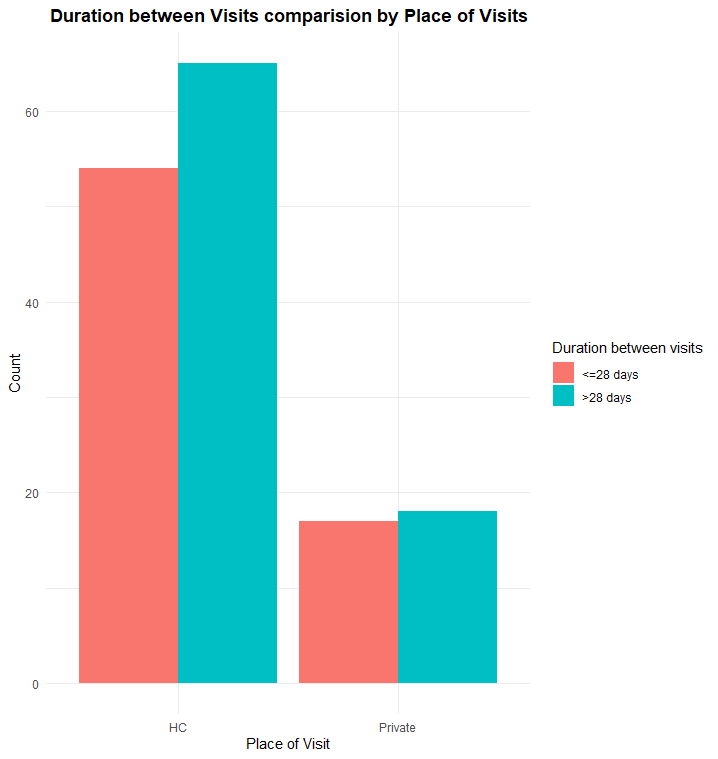 Duration between Visits comparision by Place of Visits
Count
60
40
20
0
HC
Private
Place of Visit
Duration between visits
<=28 days
>28 days